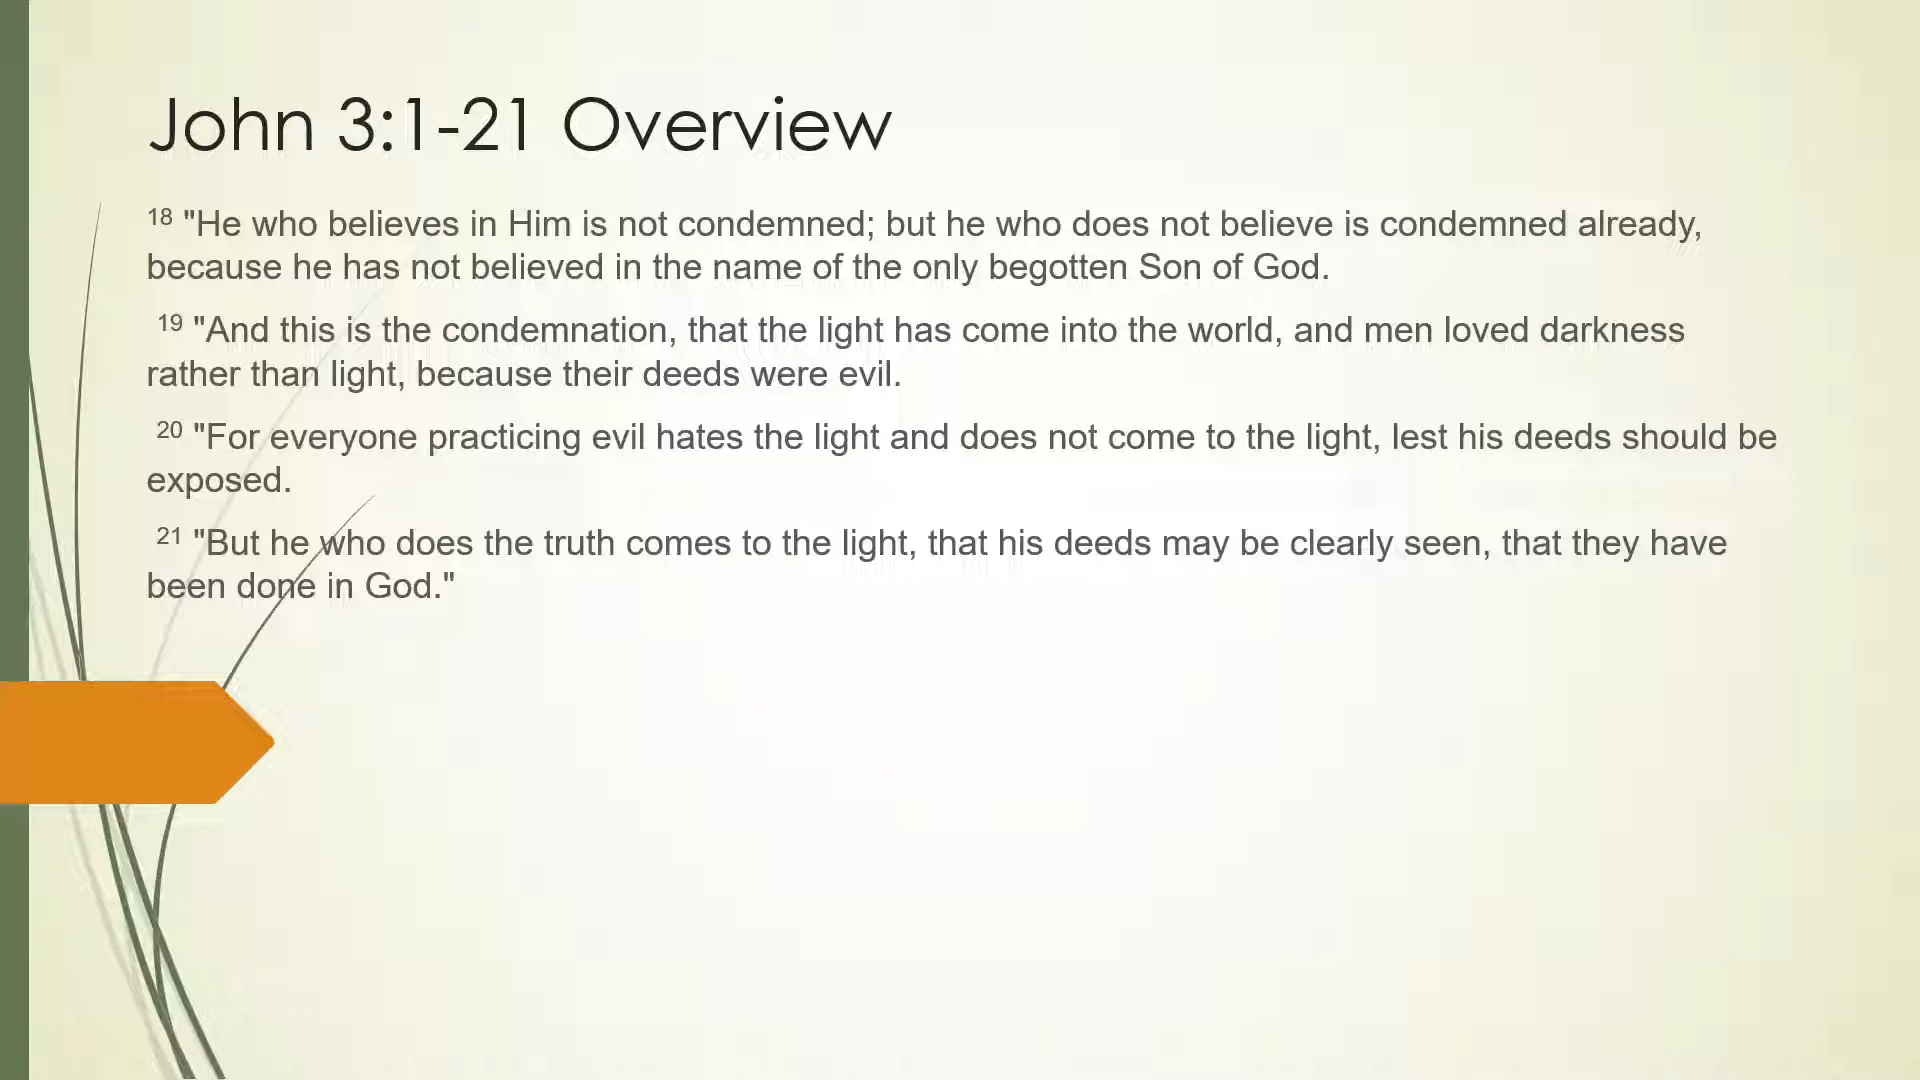 John 3:1-21 Overview
18 "He who believes in Him is not condemned; but he who does not believe is condemned already,
because he has not believed in the name of the only begotten Son of God.
19 "And this is the condemnation, that the light has come into the world, and men loved darkness
rather than light, because their deeds were evil.
20 "For everyone practicing evil hates the light and does not come to the light, lest his deeds should be
exposed.
21 "But he who does the truth comes to the light, that his deeds may be clearly seen, that they have
been done in God."